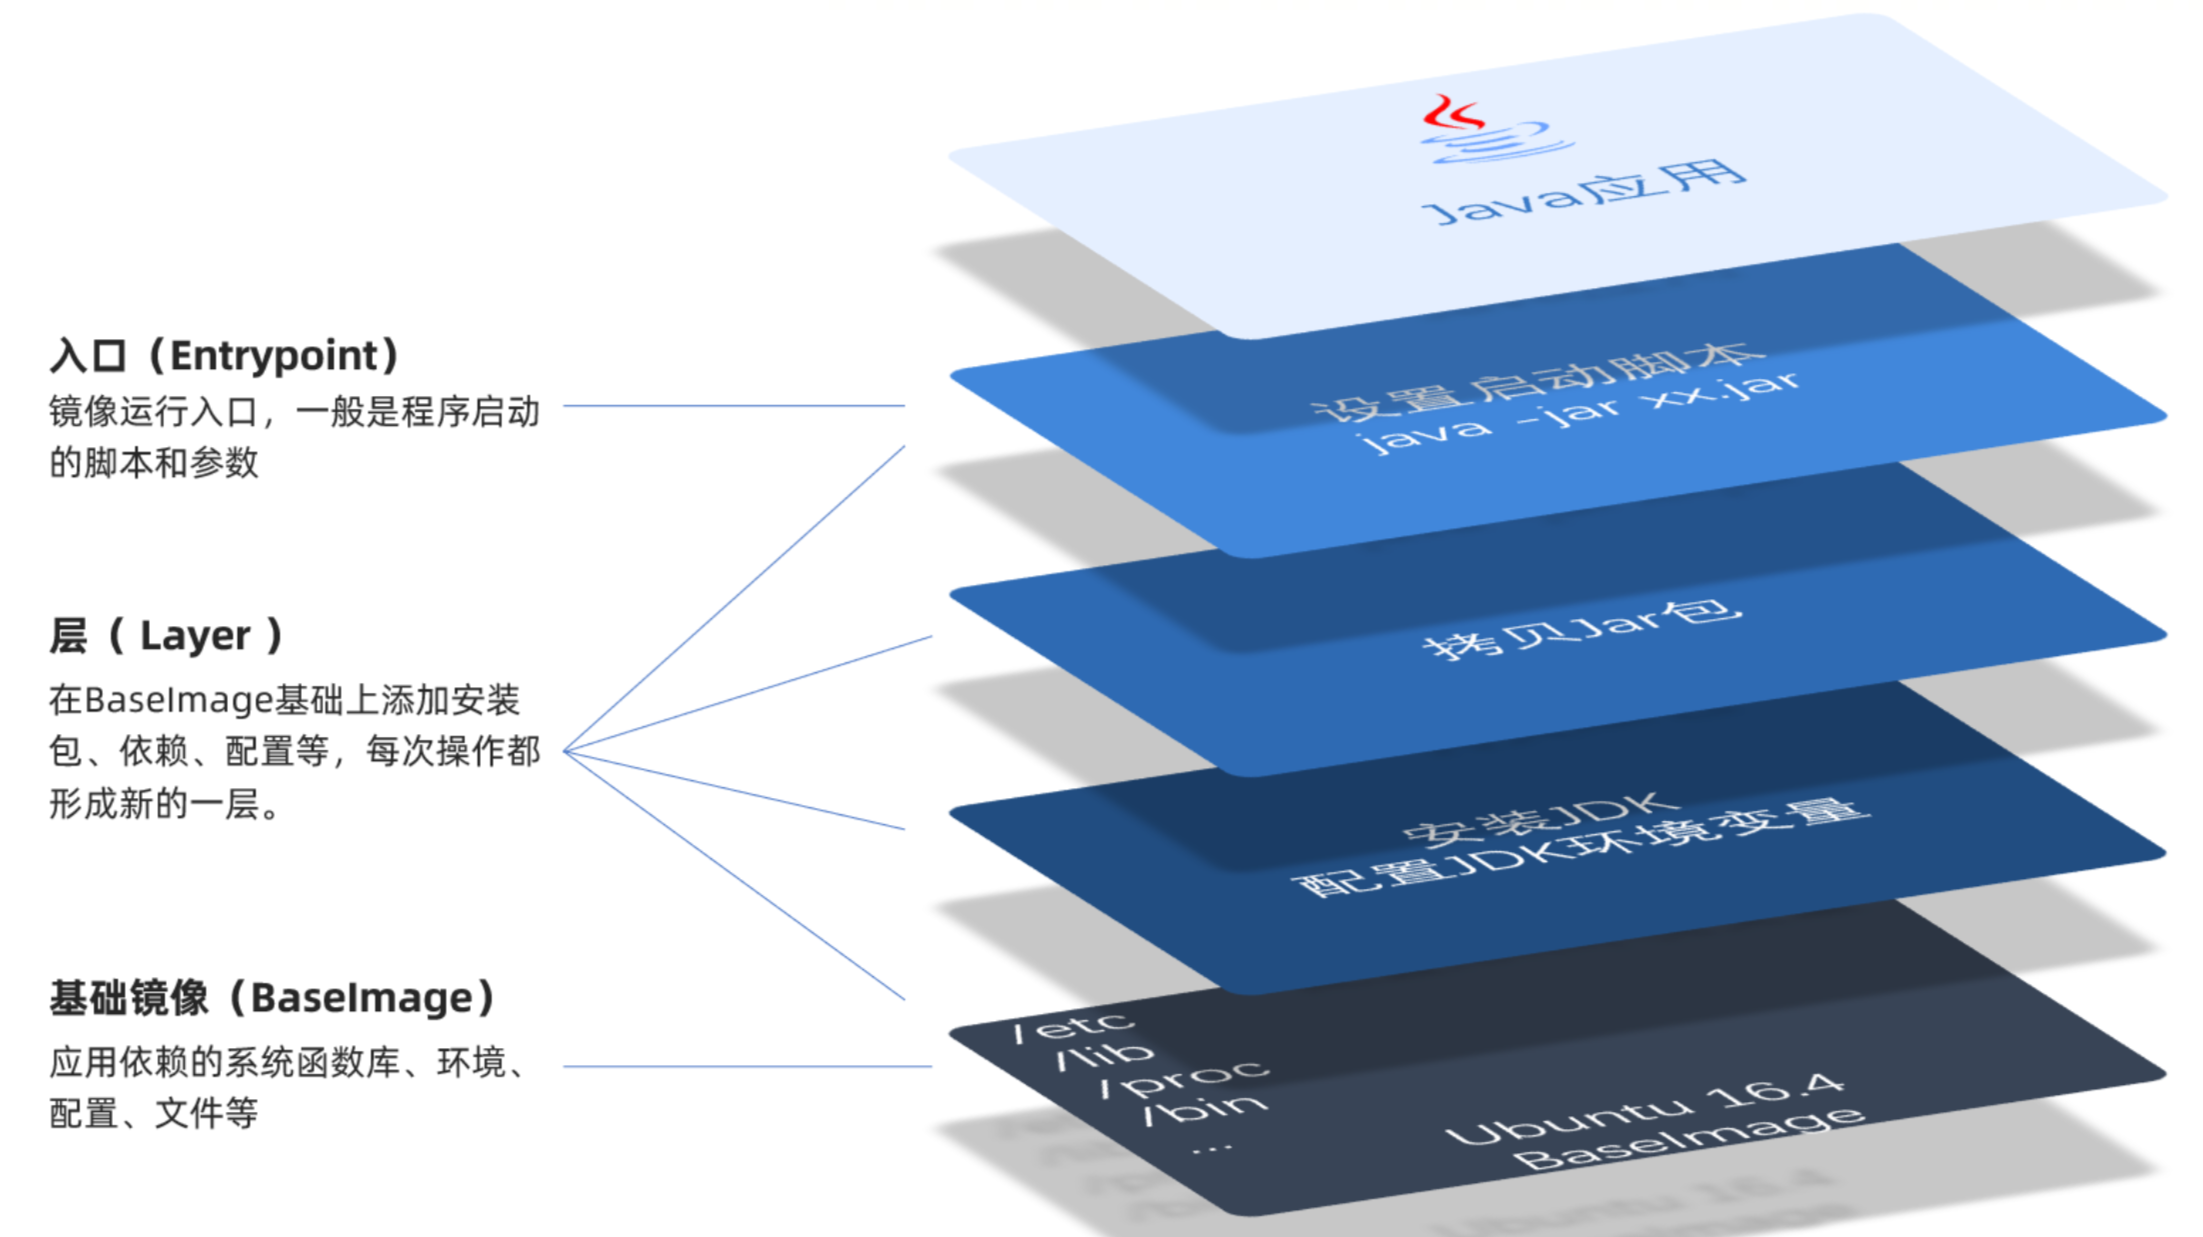 Java应用
入口（Entrypoint）
镜像运行入口，一般是程序启动
的脚本和参数
设置启动脚本
java -jar xx.jar
层（ Layer ）
在BaseImage基础上添加安装
包、依赖、配置等，每次操作都
形成新的一层。
拷贝Jar包
安装JDK
配置JDK环境变量
基础镜像（BaseImage）
应用依赖的系统函数库、环境、
配置、文件等
/etc
/lib
/proc
/bin
...
Ubuntu 16.4
BaseImage